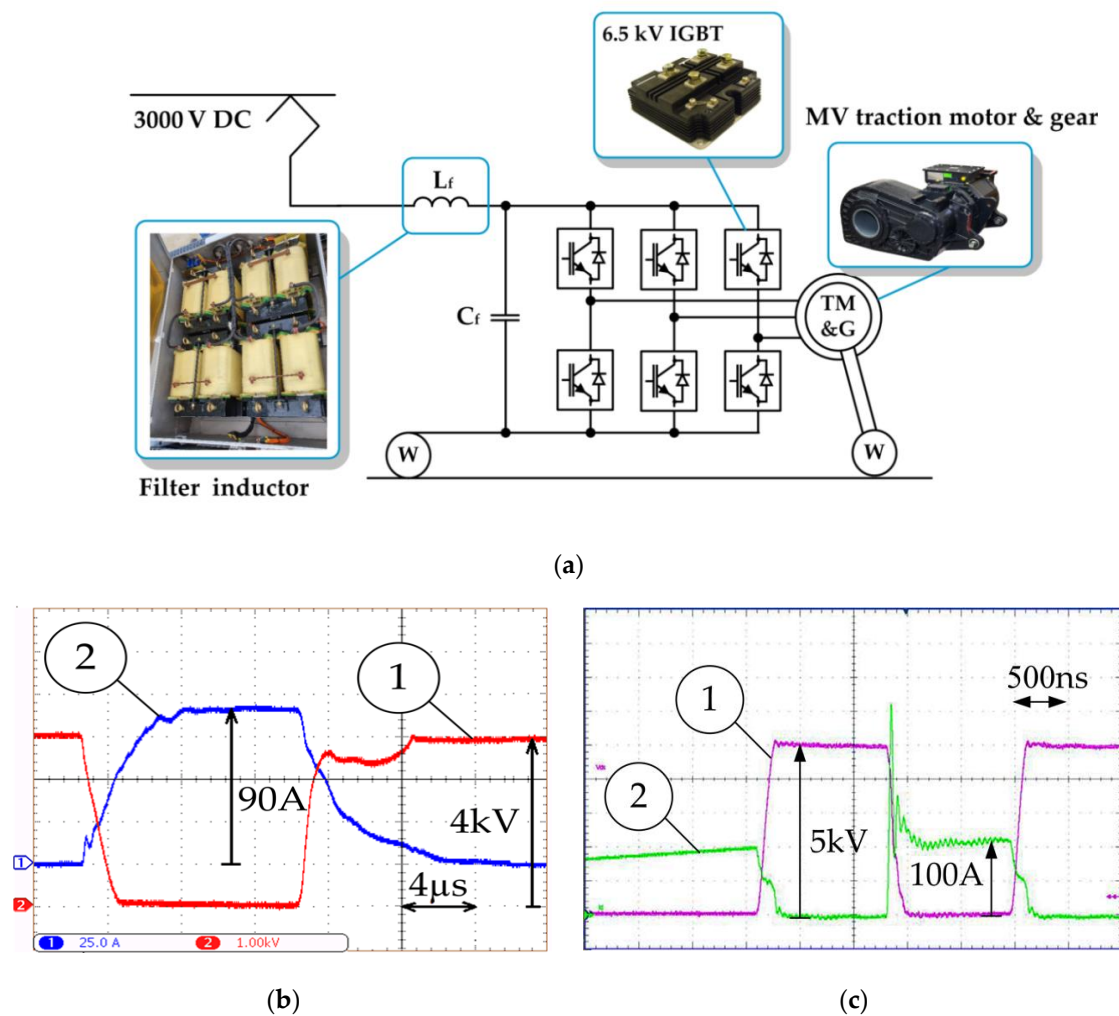 6.5 kV IGBT
3000 V DC
MV traction motor & gear
Lf
Cf
TM
&G
W
W
Filter inductor
(a)
2
1
90A
4kV
4μs
1
2
1 25.0 A 2 1.00kV
(b)
500ns
1
2
5kV
100A
(c)